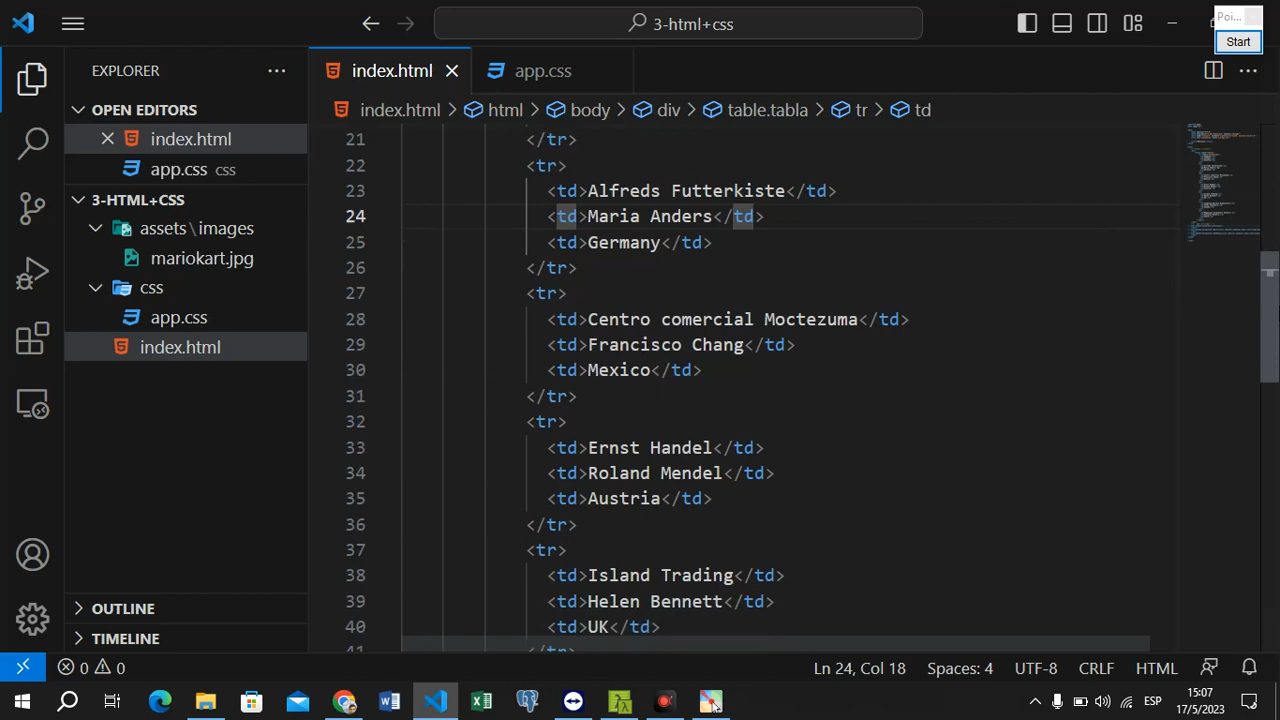 3-html+css
Poi...
Start
EXPLORER
index.html
app.css
OPEN EDITORS
index.html
app.css css
3-HTML+CSS
assets\images
mariokart.jpg
css
app.css
index.html
OUTLINE
TIMELINE
index.html > html > body > div > table.tabla > tr > td
21 </tr>
22 <tr>
23 <td>Alfreds Futterkiste</td>
24 <td>Maria Anders</td>
25 <td>Germany</td>
26 </tr>
27 <tr>
28 <td>Centro comercial Moctezuma</td>
29 <td>Francisco Chang</td>
30 <td>Mexico</td>
31 </tr>
32 <tr>
33 <td>Ernst Handel</td>
34 <td>Roland Mendel</td>
35 <td>Austria</td>
36 </tr>
37 <tr>
38 <td>Island Trading</td>
39 <td>Helen Bennett</td>
40 <td>UK</td>
41 </tr>
0 0
Ln 24, Col 18 Spaces: 4 UTF-8 CRLF HTML
ESP
15:07
17/5/2023